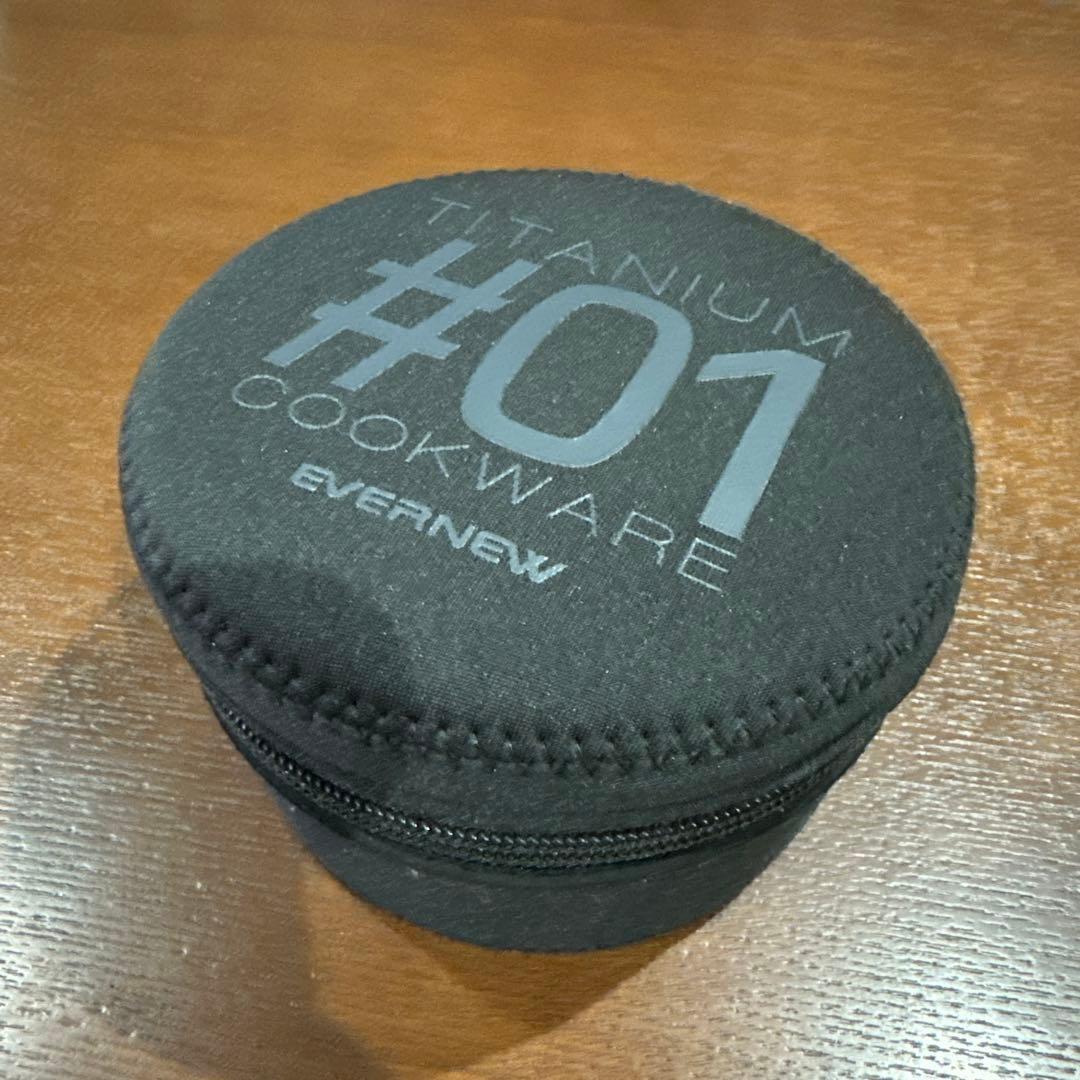 TITANIUM
#01
COOKWARE
EVERNEW